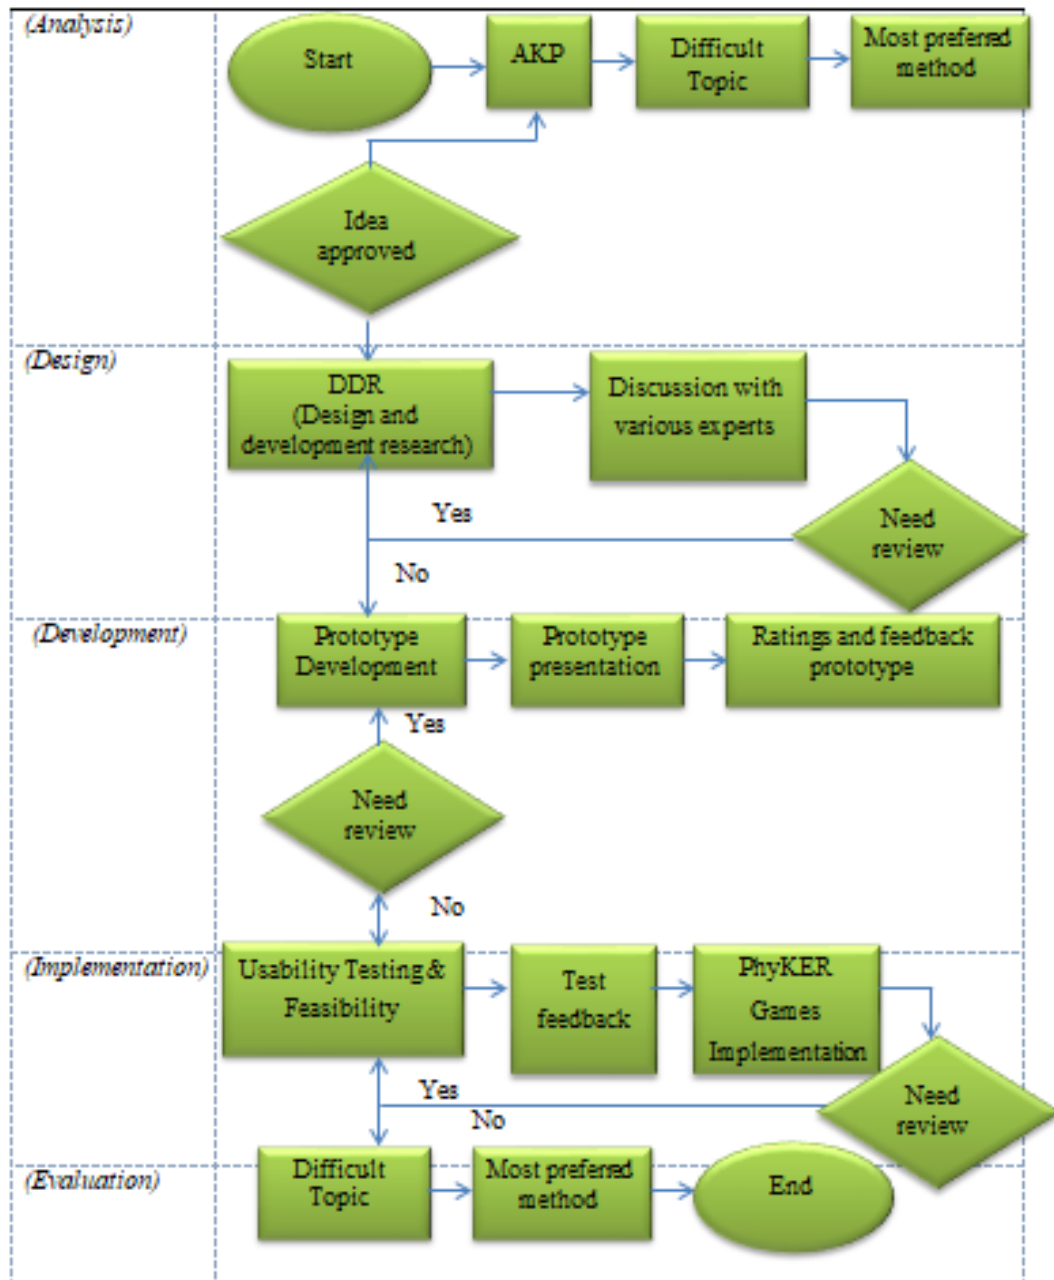 (Analysis)
Start
AKP
Difficult
Topic
Most preferred
method
Idea
approved
(Design)
DDR
(Design and
development research)
Discussion with
various experts
Need
review
Yes
No
(Development)
Prototype
Development
Prototype
presentation
Ratings and feedback
prototype
Yes
Need
review
No
(Implementation)
Usability Testing &
Feasibility
Test
feedback
PhyKER
Games
Implementation
Need
review
Yes
No
(Evaluation)
Difficult
Topic
Most preferred
method
End